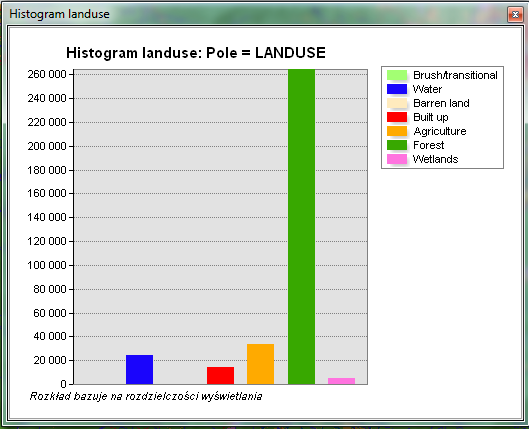 Histogram landuse
Histogram landuse: Pole = LANDUSE
260 000
240 000
220 000
200 000
180 000
160 000
140 000
120 000
100 000
80 000
60 000
40 000
20 000
0
Brush/transitional
Water
Barren land
Built up
Agriculture
Forest
Wetlands
Rozkład bazuje na rozdzielczości wyświetlania